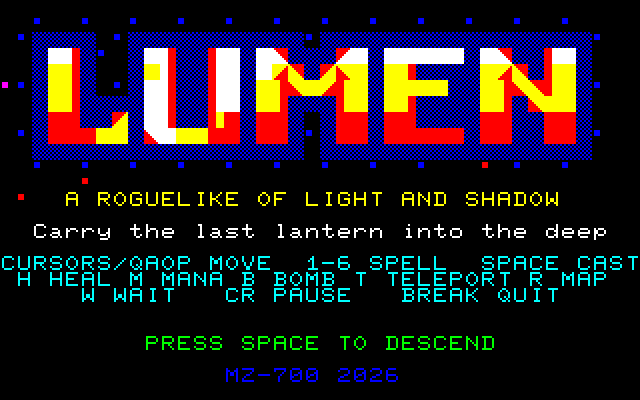 LUMEN
A ROGUELIKE OF LIGHT AND SHADOW
Carry the last lantern into the deep
CURSORS/QAOP MOVE 1-6 SPELL SPACE CAST
H HEAL M MANA B BOMB T TELEPORT R MAP
W WAIT CR PAUSE BREAK QUIT
PRESS SPACE TO DESCEND
MZ-700 2026